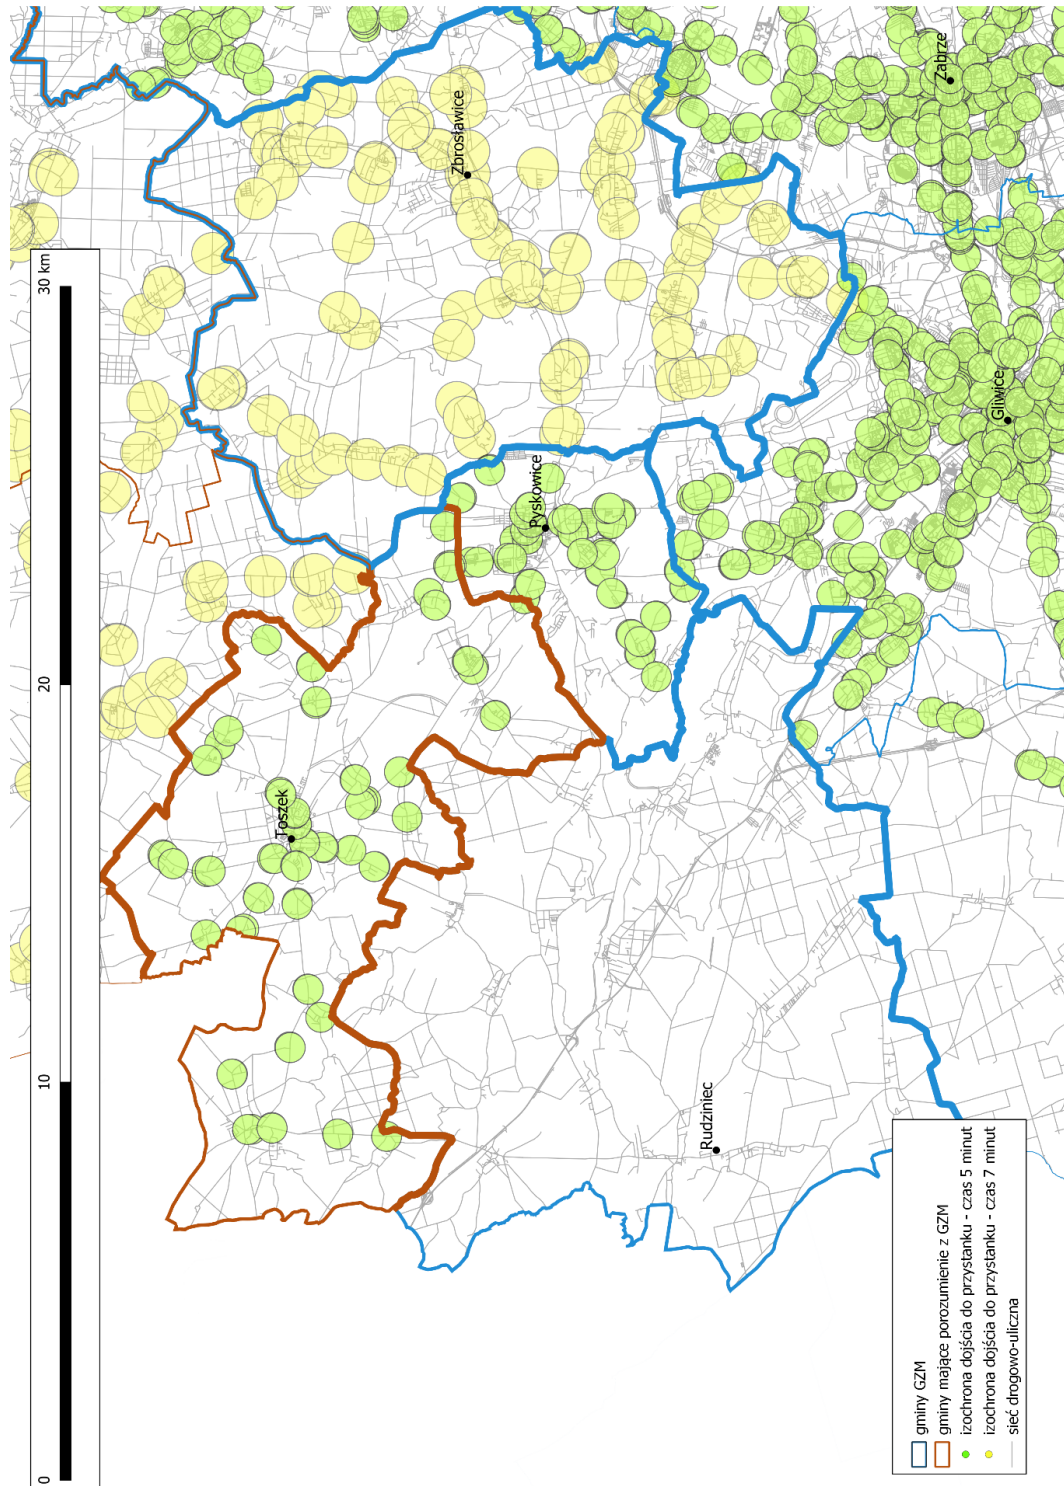 Zabrze
Zbrosławice
Gliwice
Pyskowice
Toszek
Rudziniec
0
10
20
30 km
gminy GZM
gminy mające porozumienie z GZM
izochrona dojścia do przystanku - czas 5 minut
izochrona dojścia do przystanku - czas 7 minut
sieć drogowo-uliczna